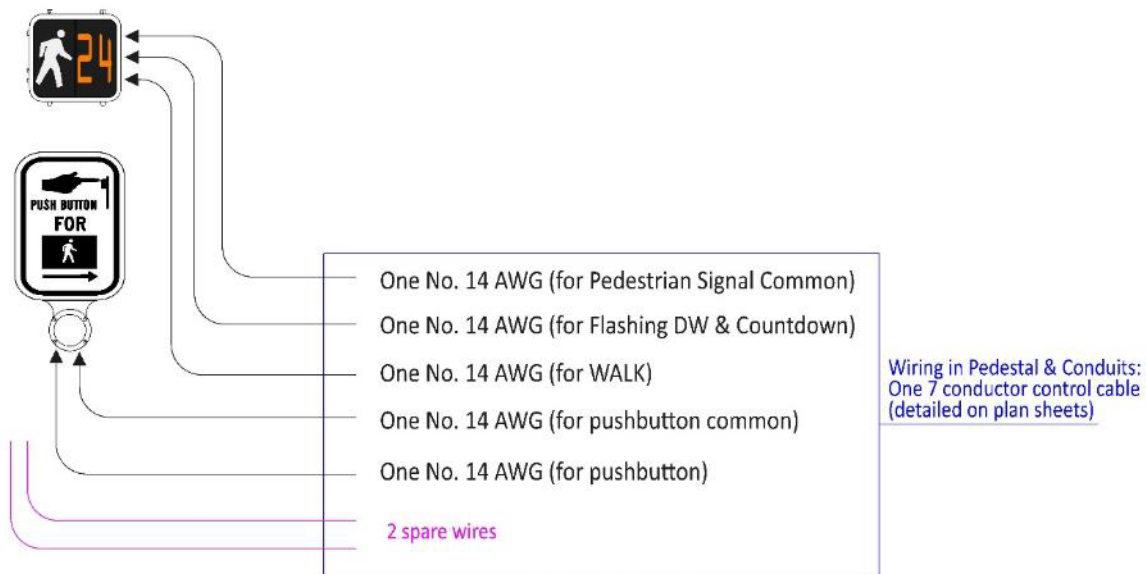 24
PUSH BUTTON
FOR
One No. 14 AWG (for Pedestrian Signal Common)
One No. 14 AWG (for Flashing DW & Countdown)
One No. 14 AWG (for WALK)
One No. 14 AWG (for pushbutton common)
One No. 14 AWG (for pushbutton)
2 spare wires
Wiring in Pedestal & Conduits:
One 7 conductor control cable
(detailed on plan sheets)